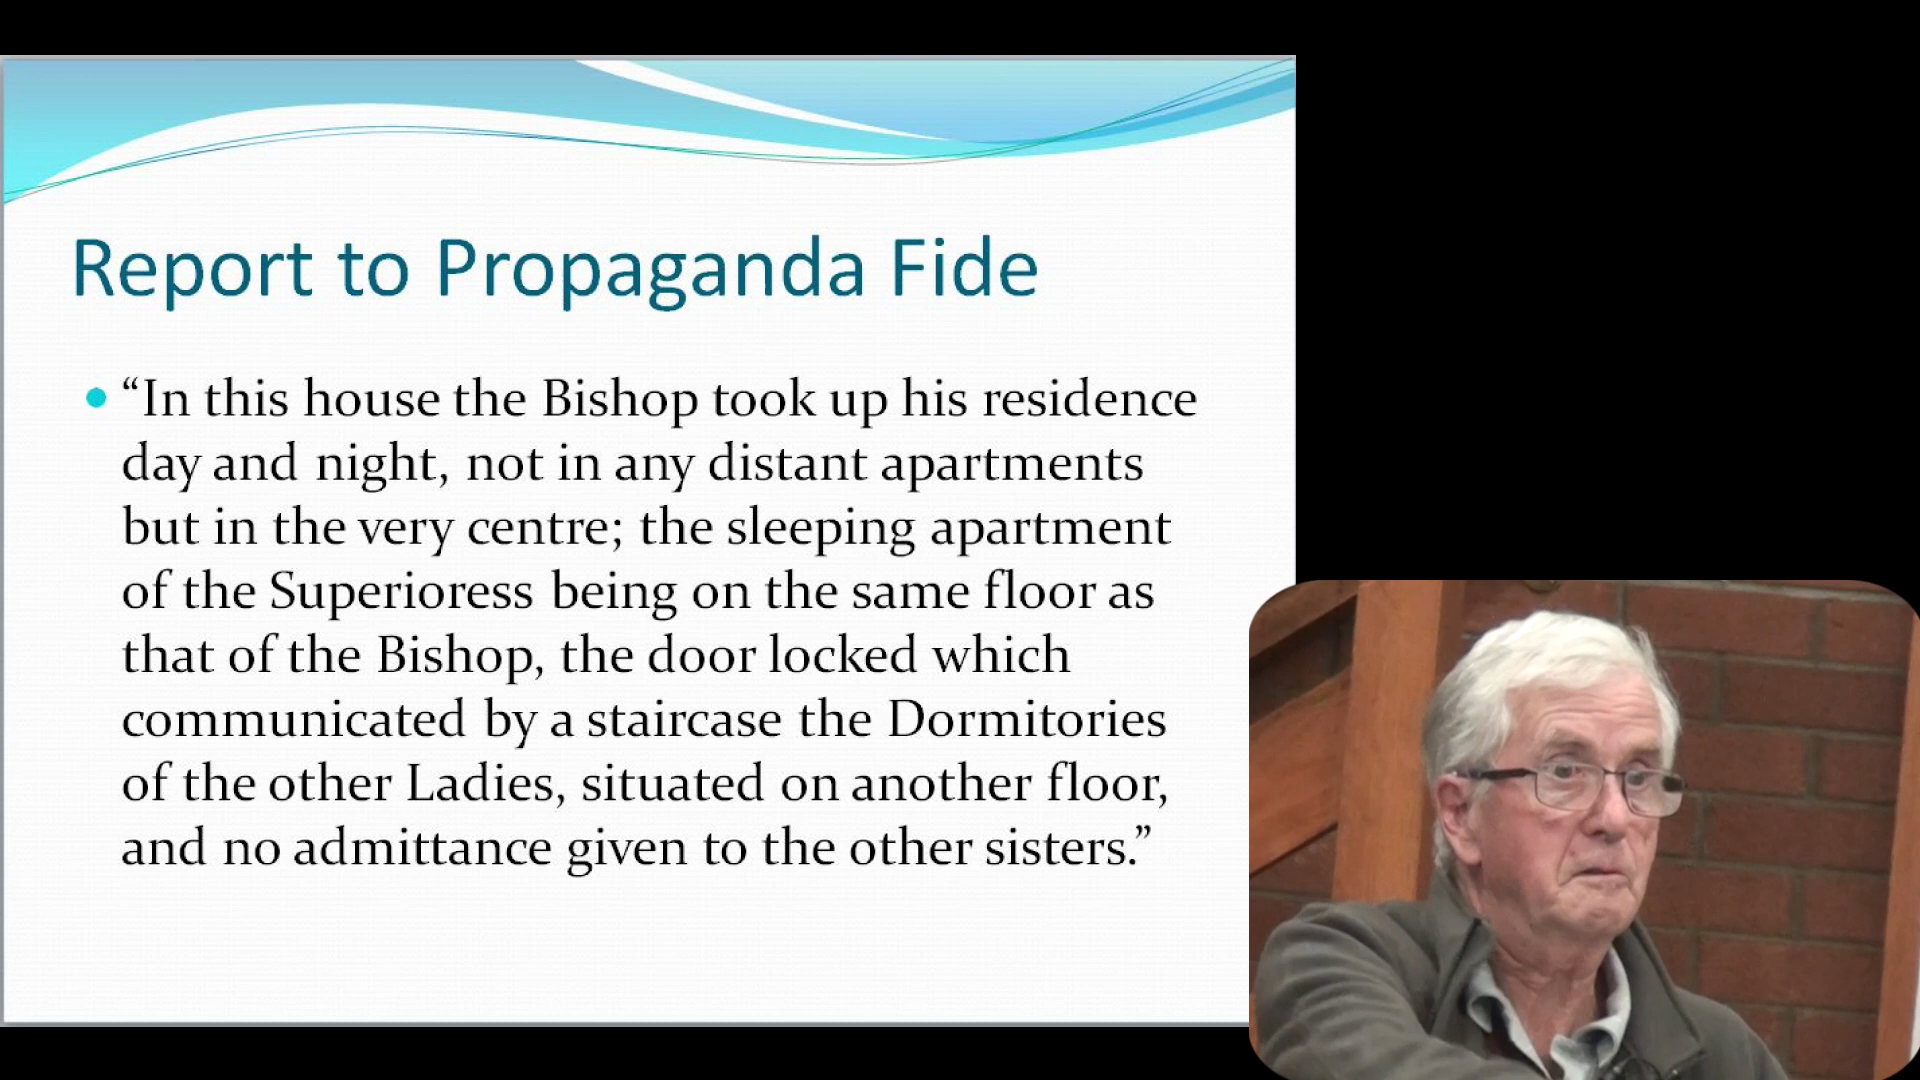 Report to Propaganda Fide
“In this house the Bishop took up his residence
day and night, not in any distant apartments
but in the very centre; the sleeping apartment
of the Superioress being on the same floor as
that of the Bishop, the door locked which
communicated by a staircase the Dormitories
of the other Ladies, situated on another floor,
and no admittance given to the other sisters.”